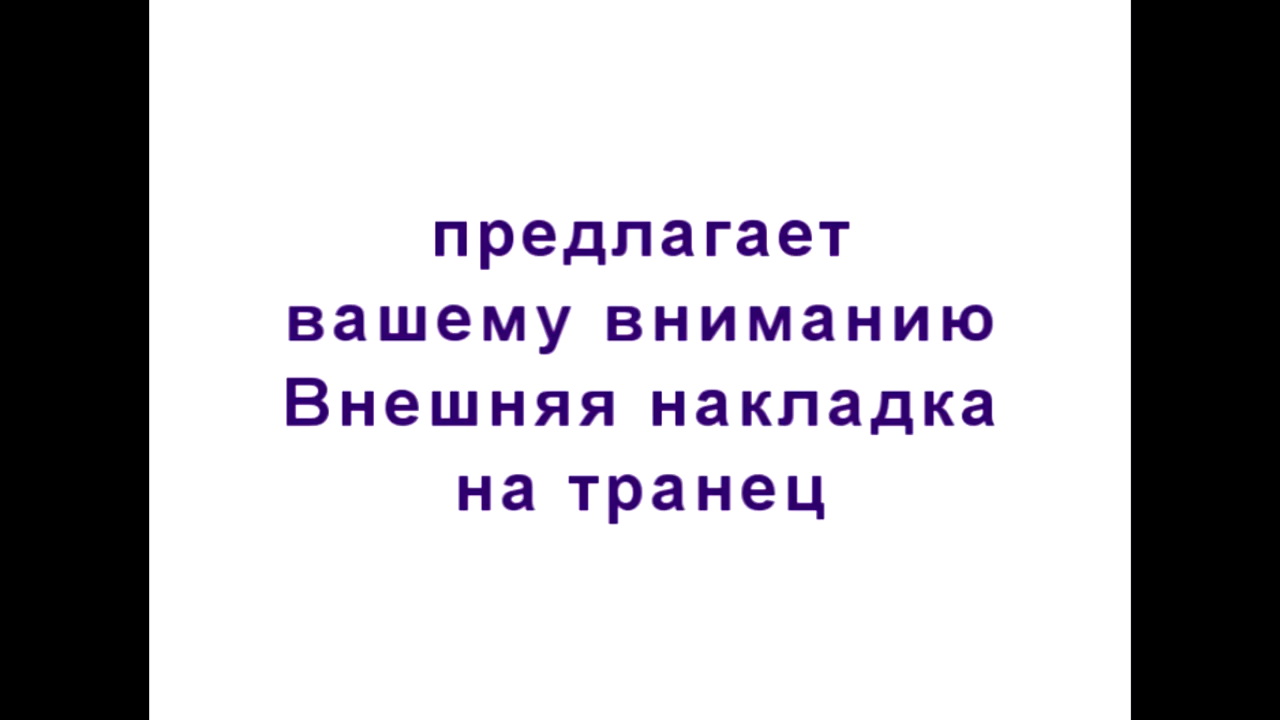 предлагает
вашему вниманию
Внешняя накладка
на транец